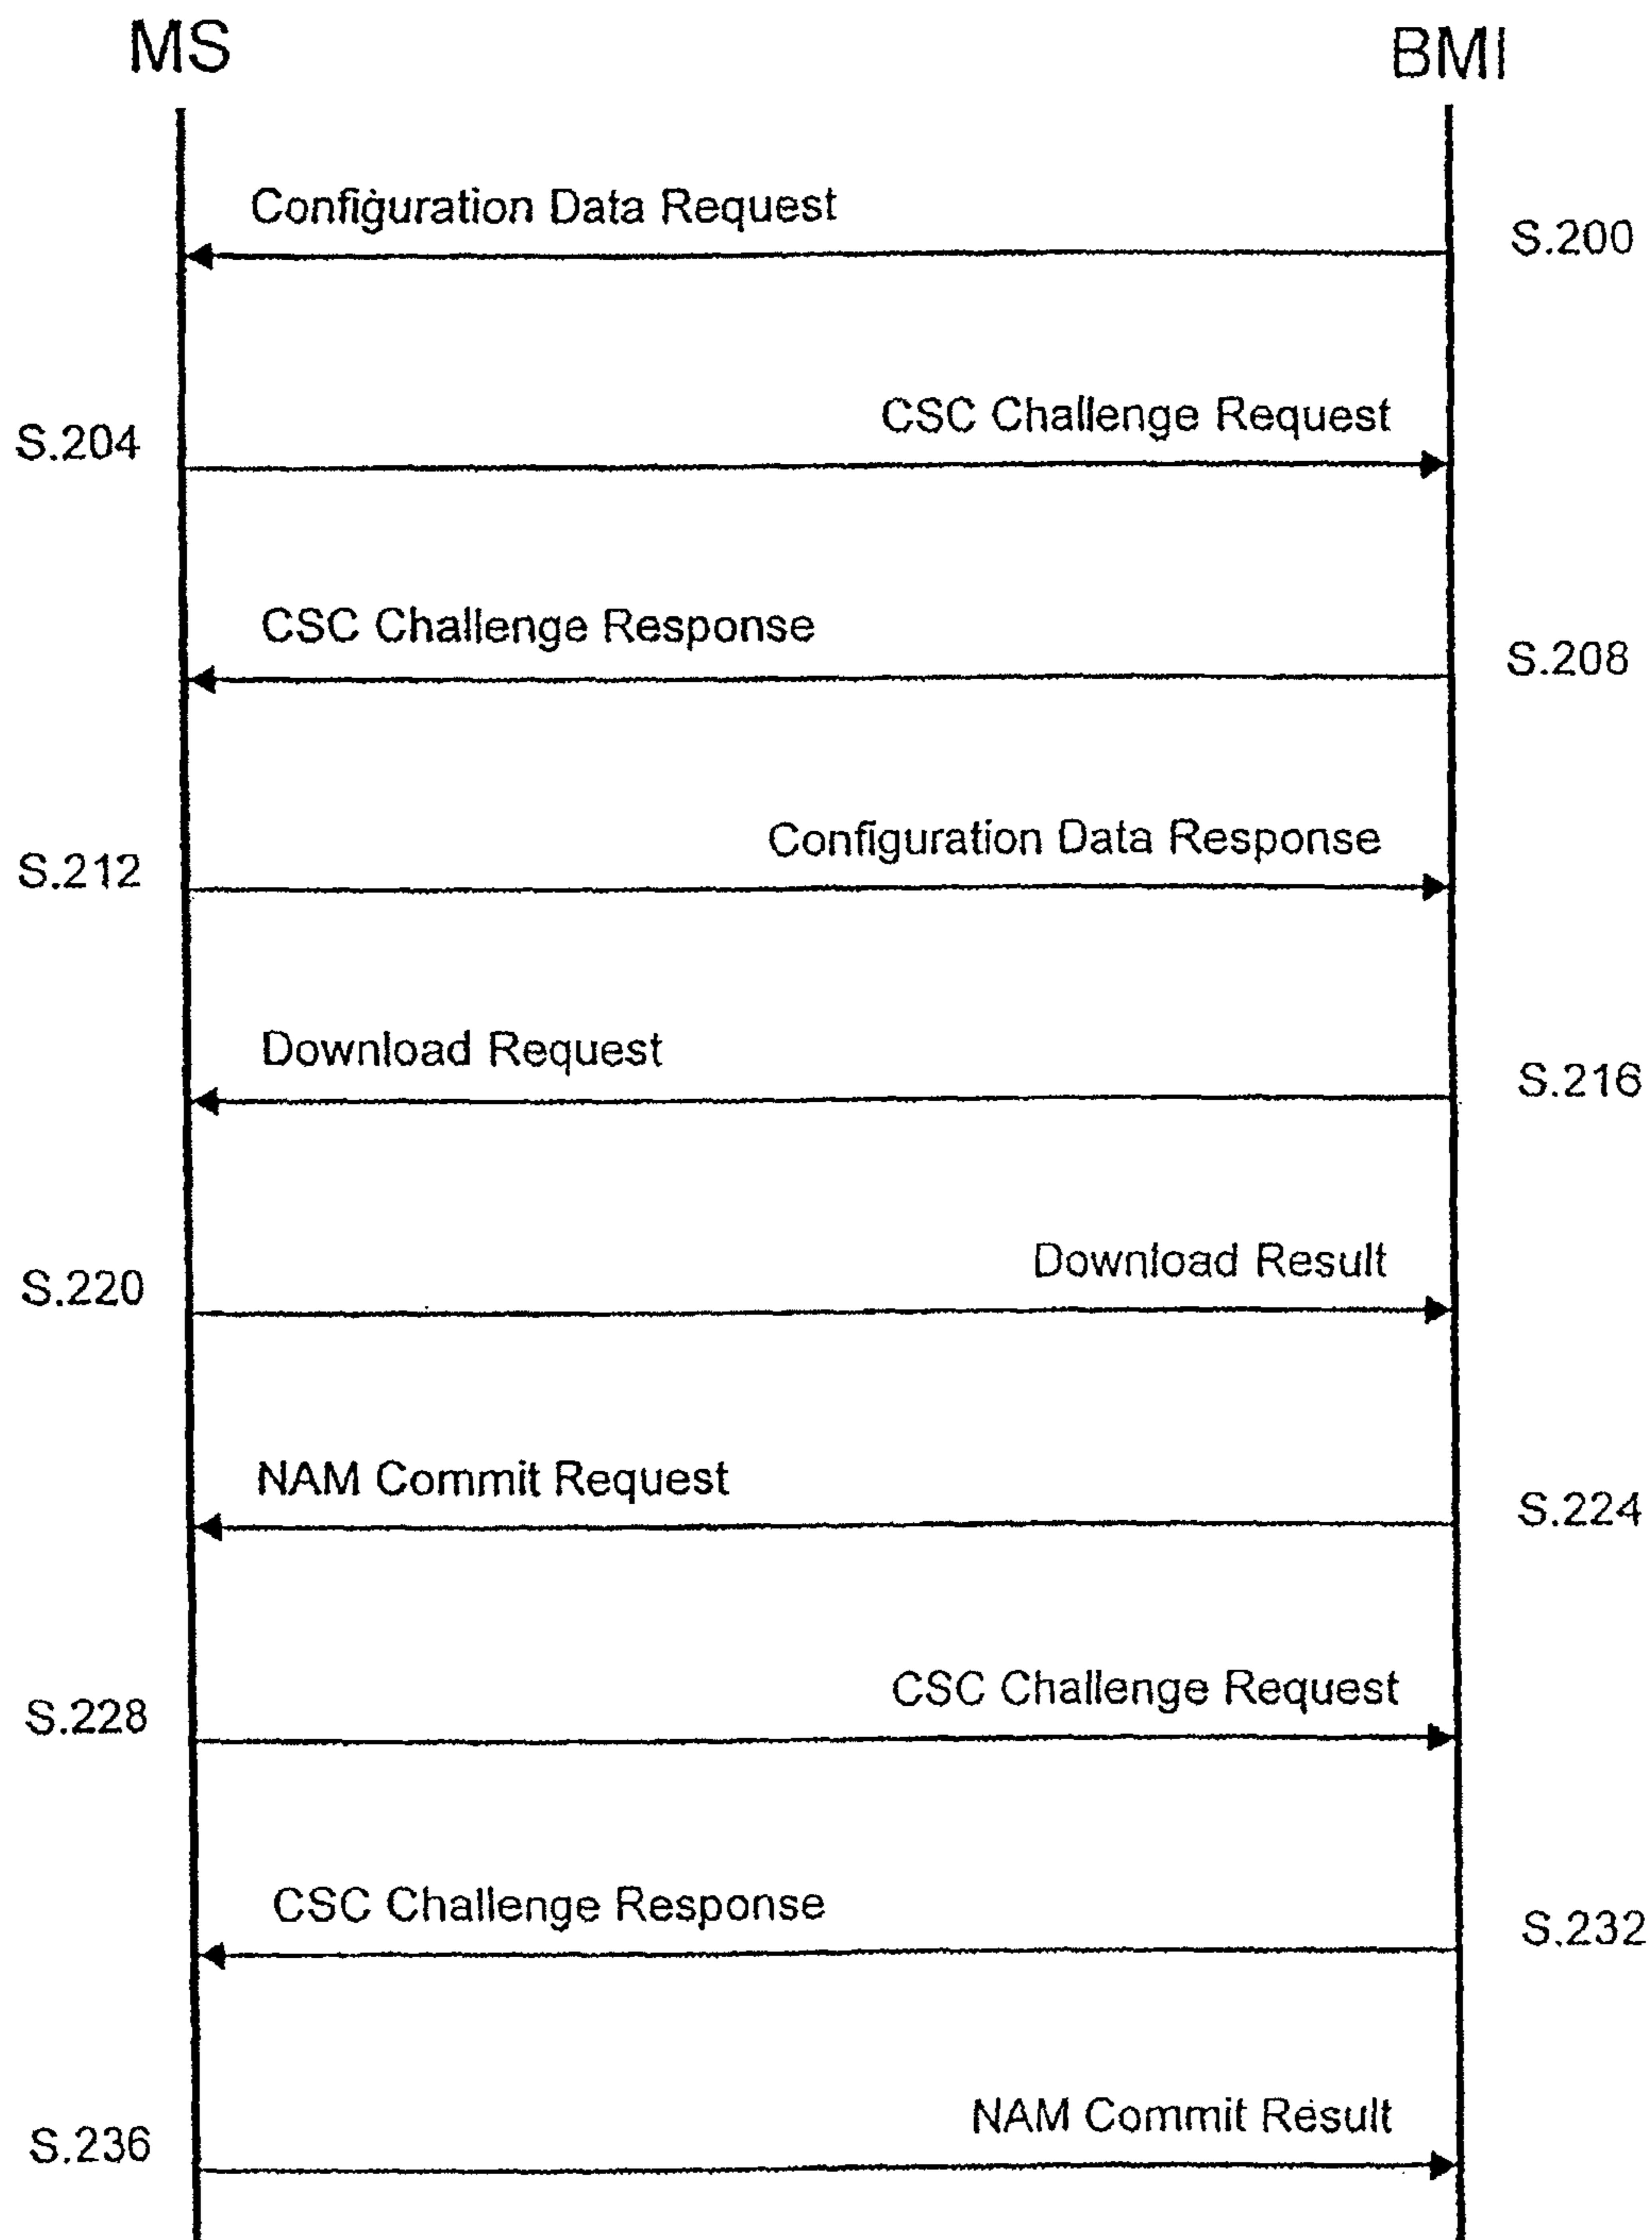 MS
BMI
Configuration Data Request
S.200
CSC Challenge Request
S.204
CSC Challenge Response
S.208
Configuration Data Response
S.212
Download Request
S.216
Download Result
S.220
NAM Commit Request
S.224
CSC Challenge Request
S.228
CSC Challenge Response
S.232
NAM Commit Result
S.236